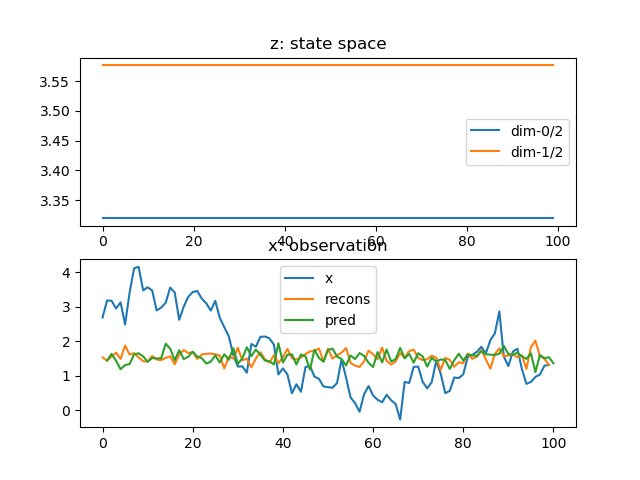 z: state space
3.55
3.50
3.45
3.40
3.35
dim-0/2
dim-1/2
0 20 40 60 80 100
x: observation
4
3
2
1
0
x
recons
pred
0 20 40 60 80 100